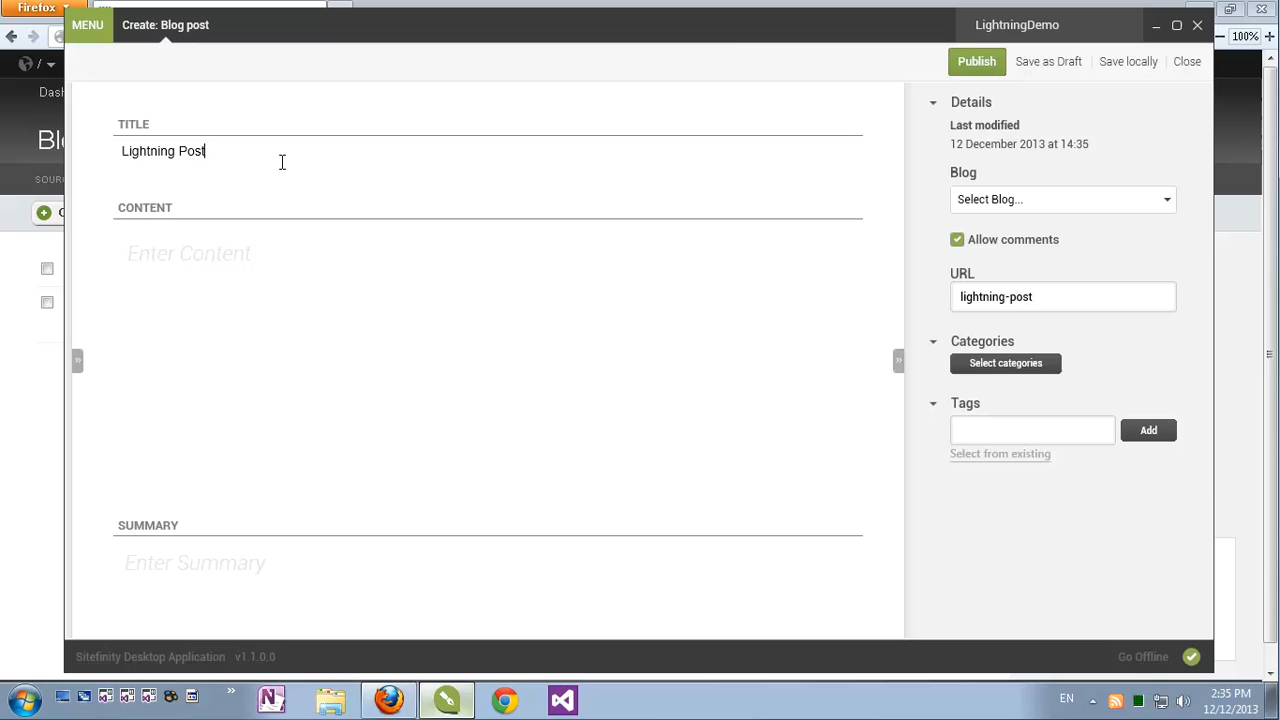 Firefox
100%
MENU
Create: Blog post
LightningDemo
Publish
Save as Draft
Save locally
Close
Dash
Blo
SOUR
TITLE
Lightning Post
CONTENT
Enter Content
SUMMARY
Enter Summary
Details
Last modified
12 December 2013 at 14:35
Blog
Select Blog...
Allow comments
URL
lightning-post
Categories
Select categories
Tags
Add
Select from existing
Sitefinity Desktop Application v1.1.0.0
Go Offline
EN
2:35 PM
12/12/2013